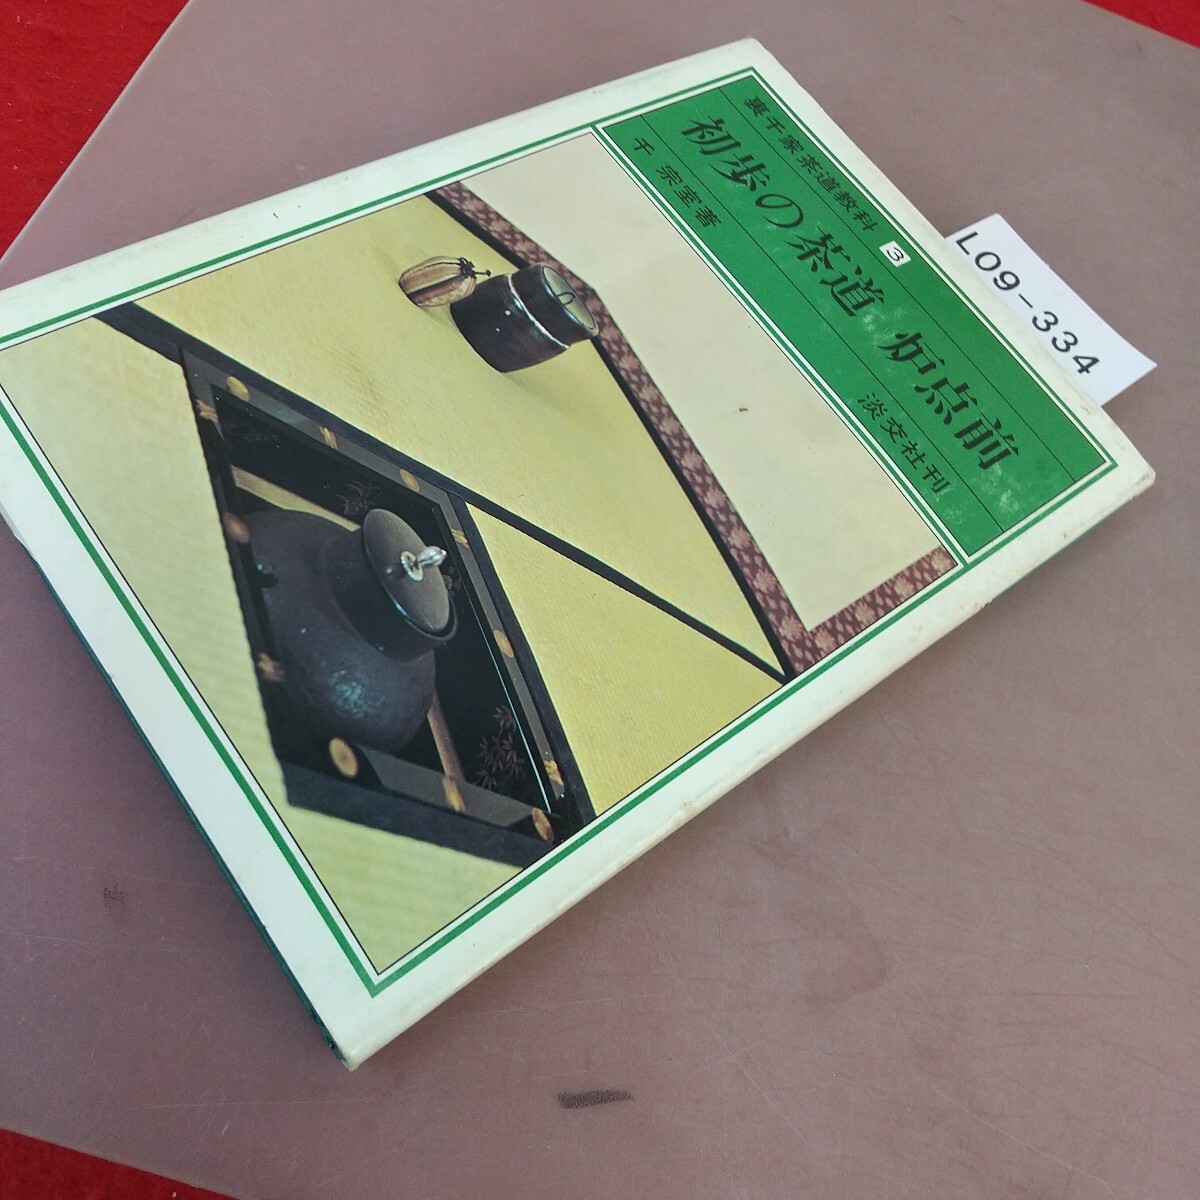 裏千家茶道教科 3
初歩の茶道 炉点前
千 宗室著
淡交社刊
L09-334